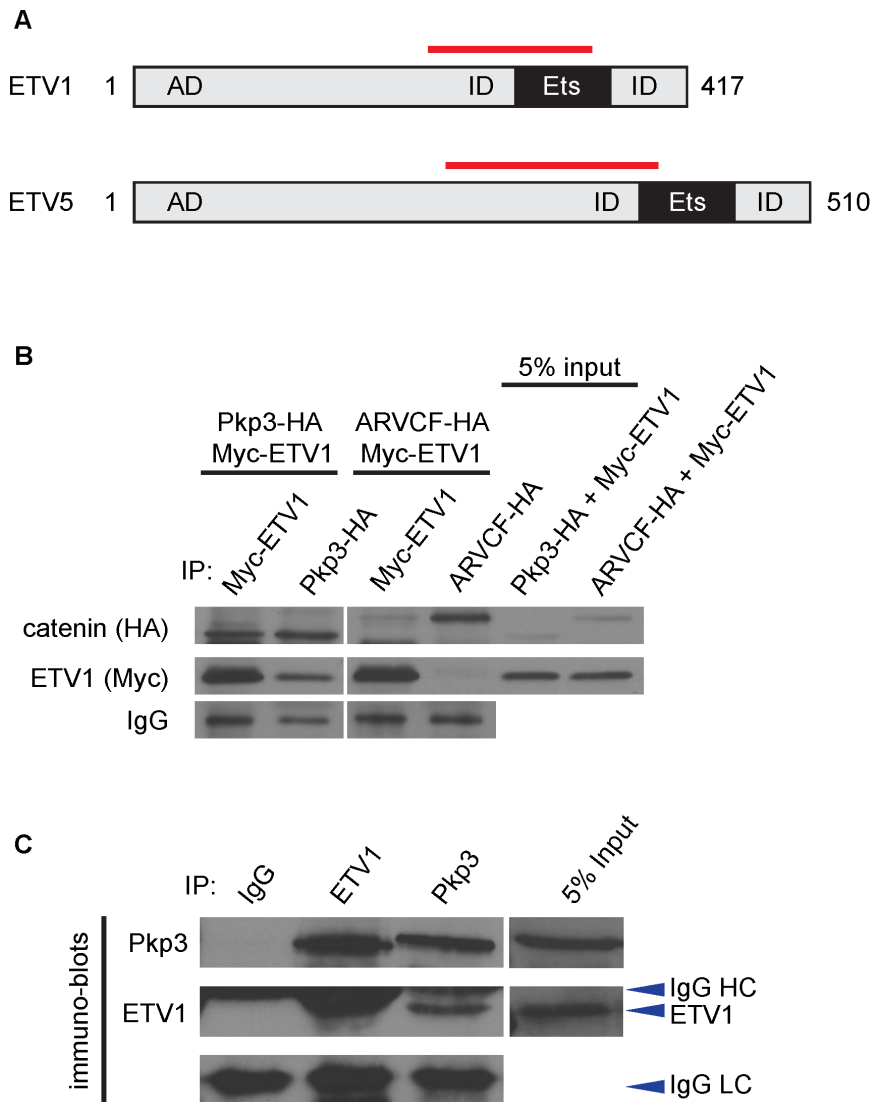 A
ETV1 1 AD ID Ets ID 417
ETV5 1 AD ID Ets ID 510
B
5% input
Pkp3-HA ARVCF-HA
Myc-ETV1 Myc-ETV1
IP: Myc-ETV1 Pkp3-HA Myc-ETV1 ARVCF-HA Pkp3-HA + Myc-ETV1 ARVCF-HA + Myc-ETV1
catenin (HA)
ETV1 (Myc)
IgG
C
IP: IgG ETV1 Pkp3 5% Input
immuno-blots
Pkp3
IgG HC
ETV1 ETV1
IgG LC